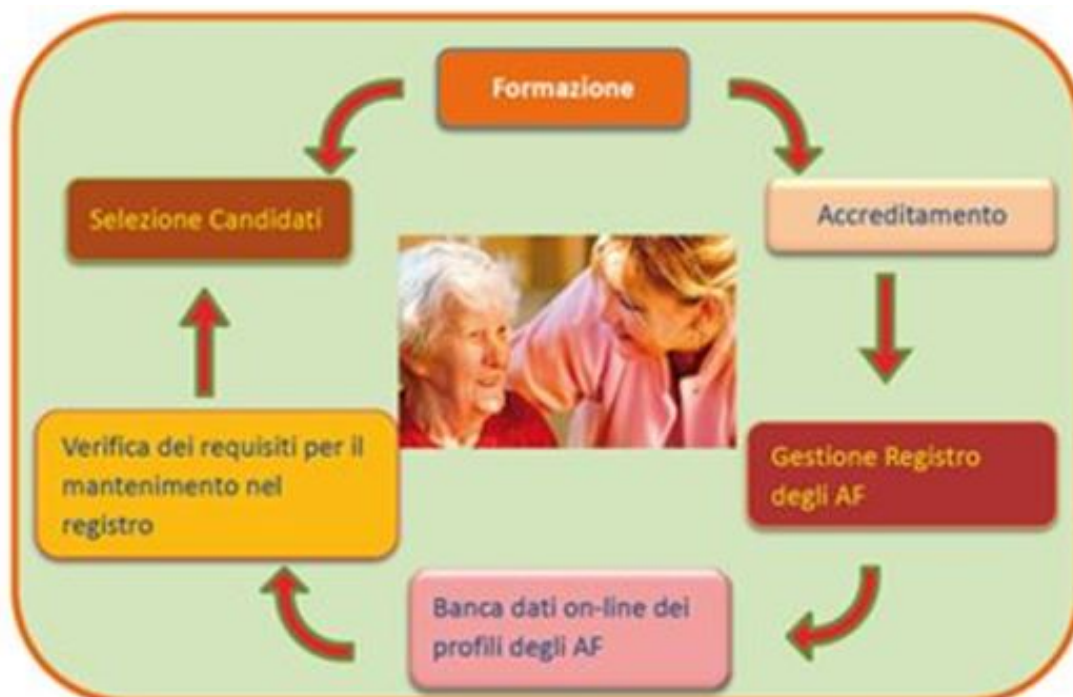 Formazione
Selezione Candidati
Accreditamento
Verifica dei requisiti per il
mantenimento nel
registro
Gestione Registro
degli AF
Banca dati on-line dei
profili degli AF